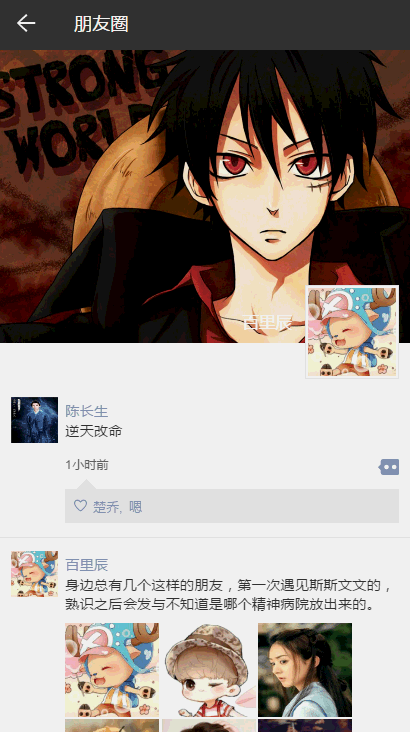 朋友圈
STRONG
WORLD
百里辰
陈长生
逆天改命
1小时前
楚乔, 嗯
百里辰
身边总有几个这样的朋友，第一次遇见斯斯文文的，
熟识之后会发与不知道是哪个精神病院放出来的。